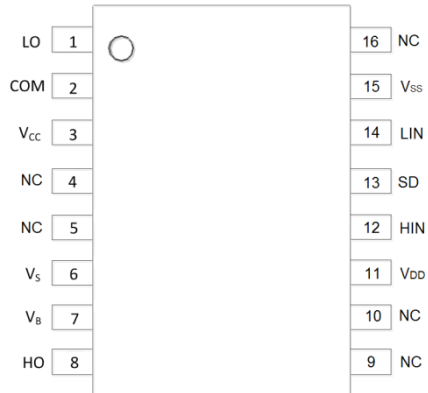 LO 1 16 NC
COM 2 15 Vss
VCC 3 14 LIN
NC 4 13 SD
NC 5 12 HIN
VS 6 11 VDD
VB 7 10 NC
HO 8 9 NC